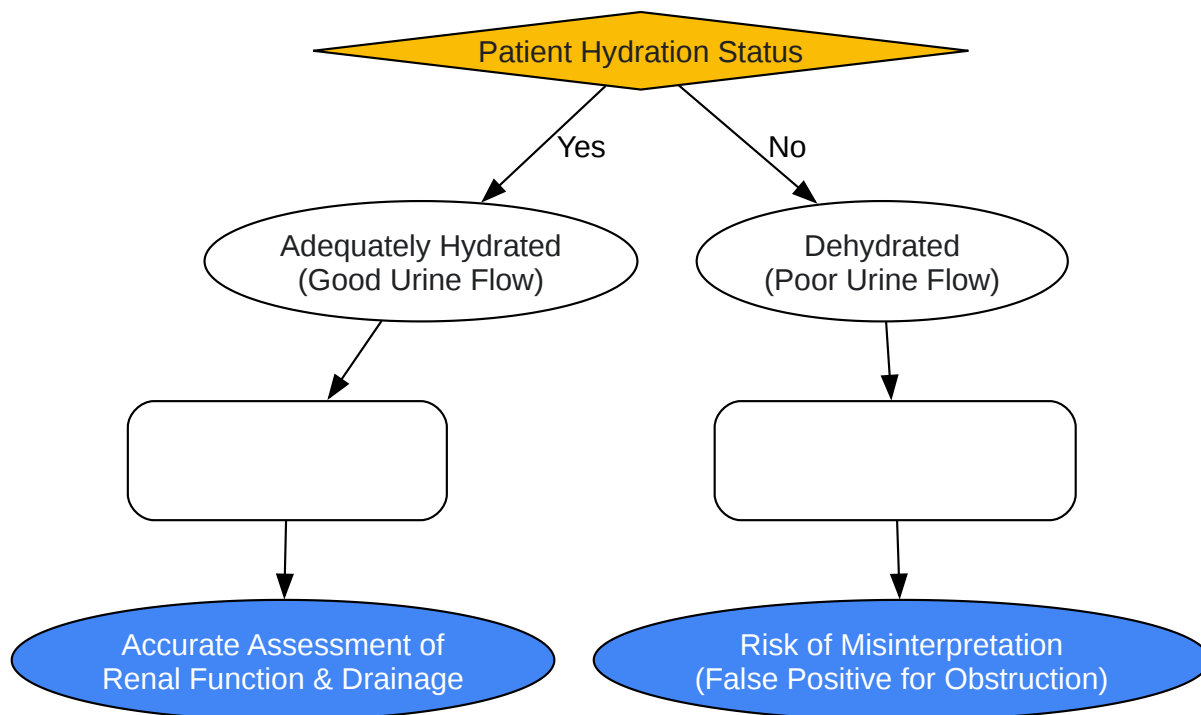 Patient Hydration Status
Yes
No
Adequately Hydrated
(Good Urine Flow)
Dehydrated
(Poor Urine Flow)
Accurate Assessment of
Renal Function & Drainage
Risk of Misinterpretation
(False Positive for Obstruction)